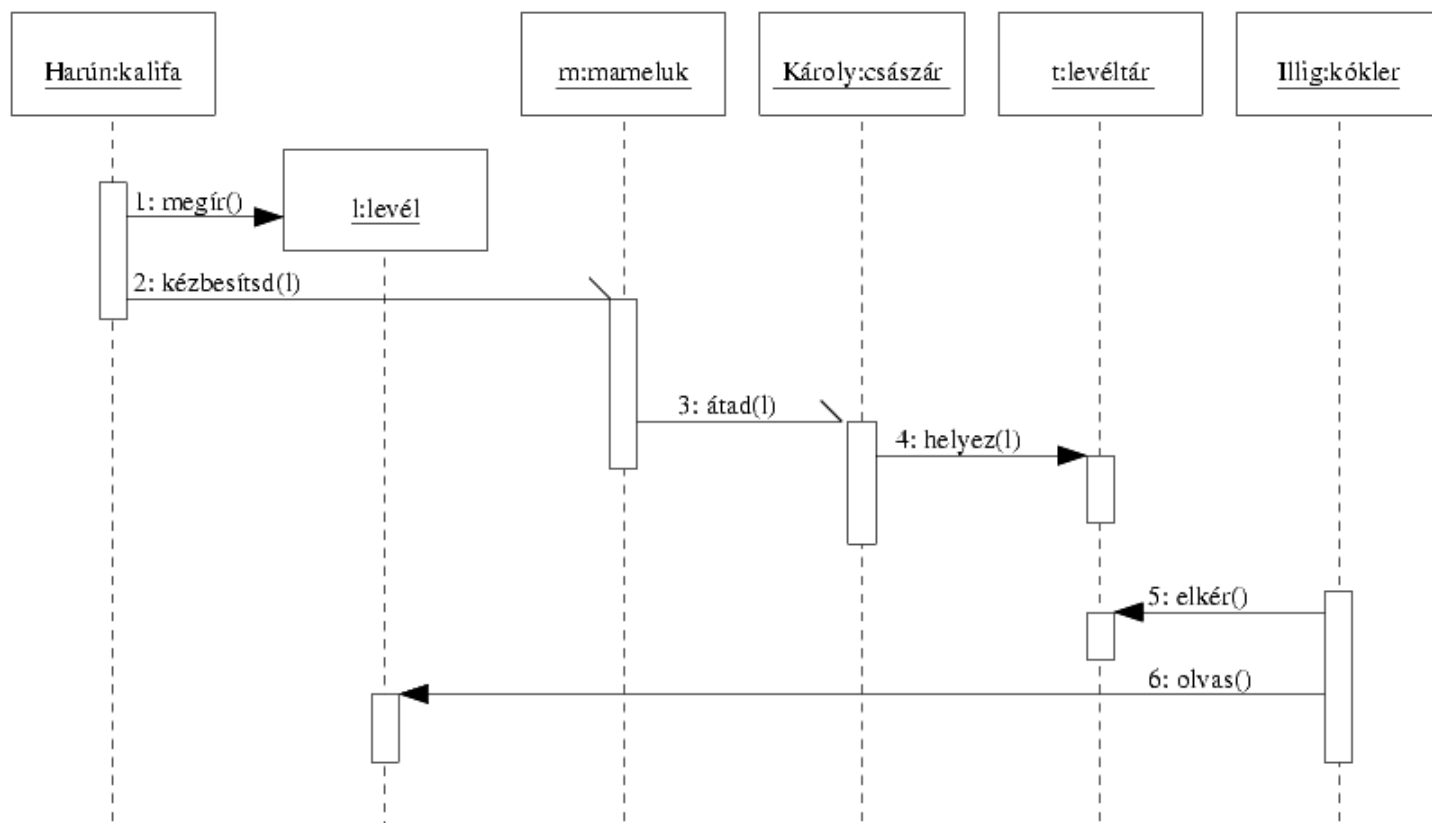 Harún:kalifa
m:mameluk
Károly:császár
t:levéltár
Illig:kókler
1: megír()
l:levél
2: kézbesítsd(l)
3: átad(l)
4: helyez(l)
5: elkér()
6: olvas()